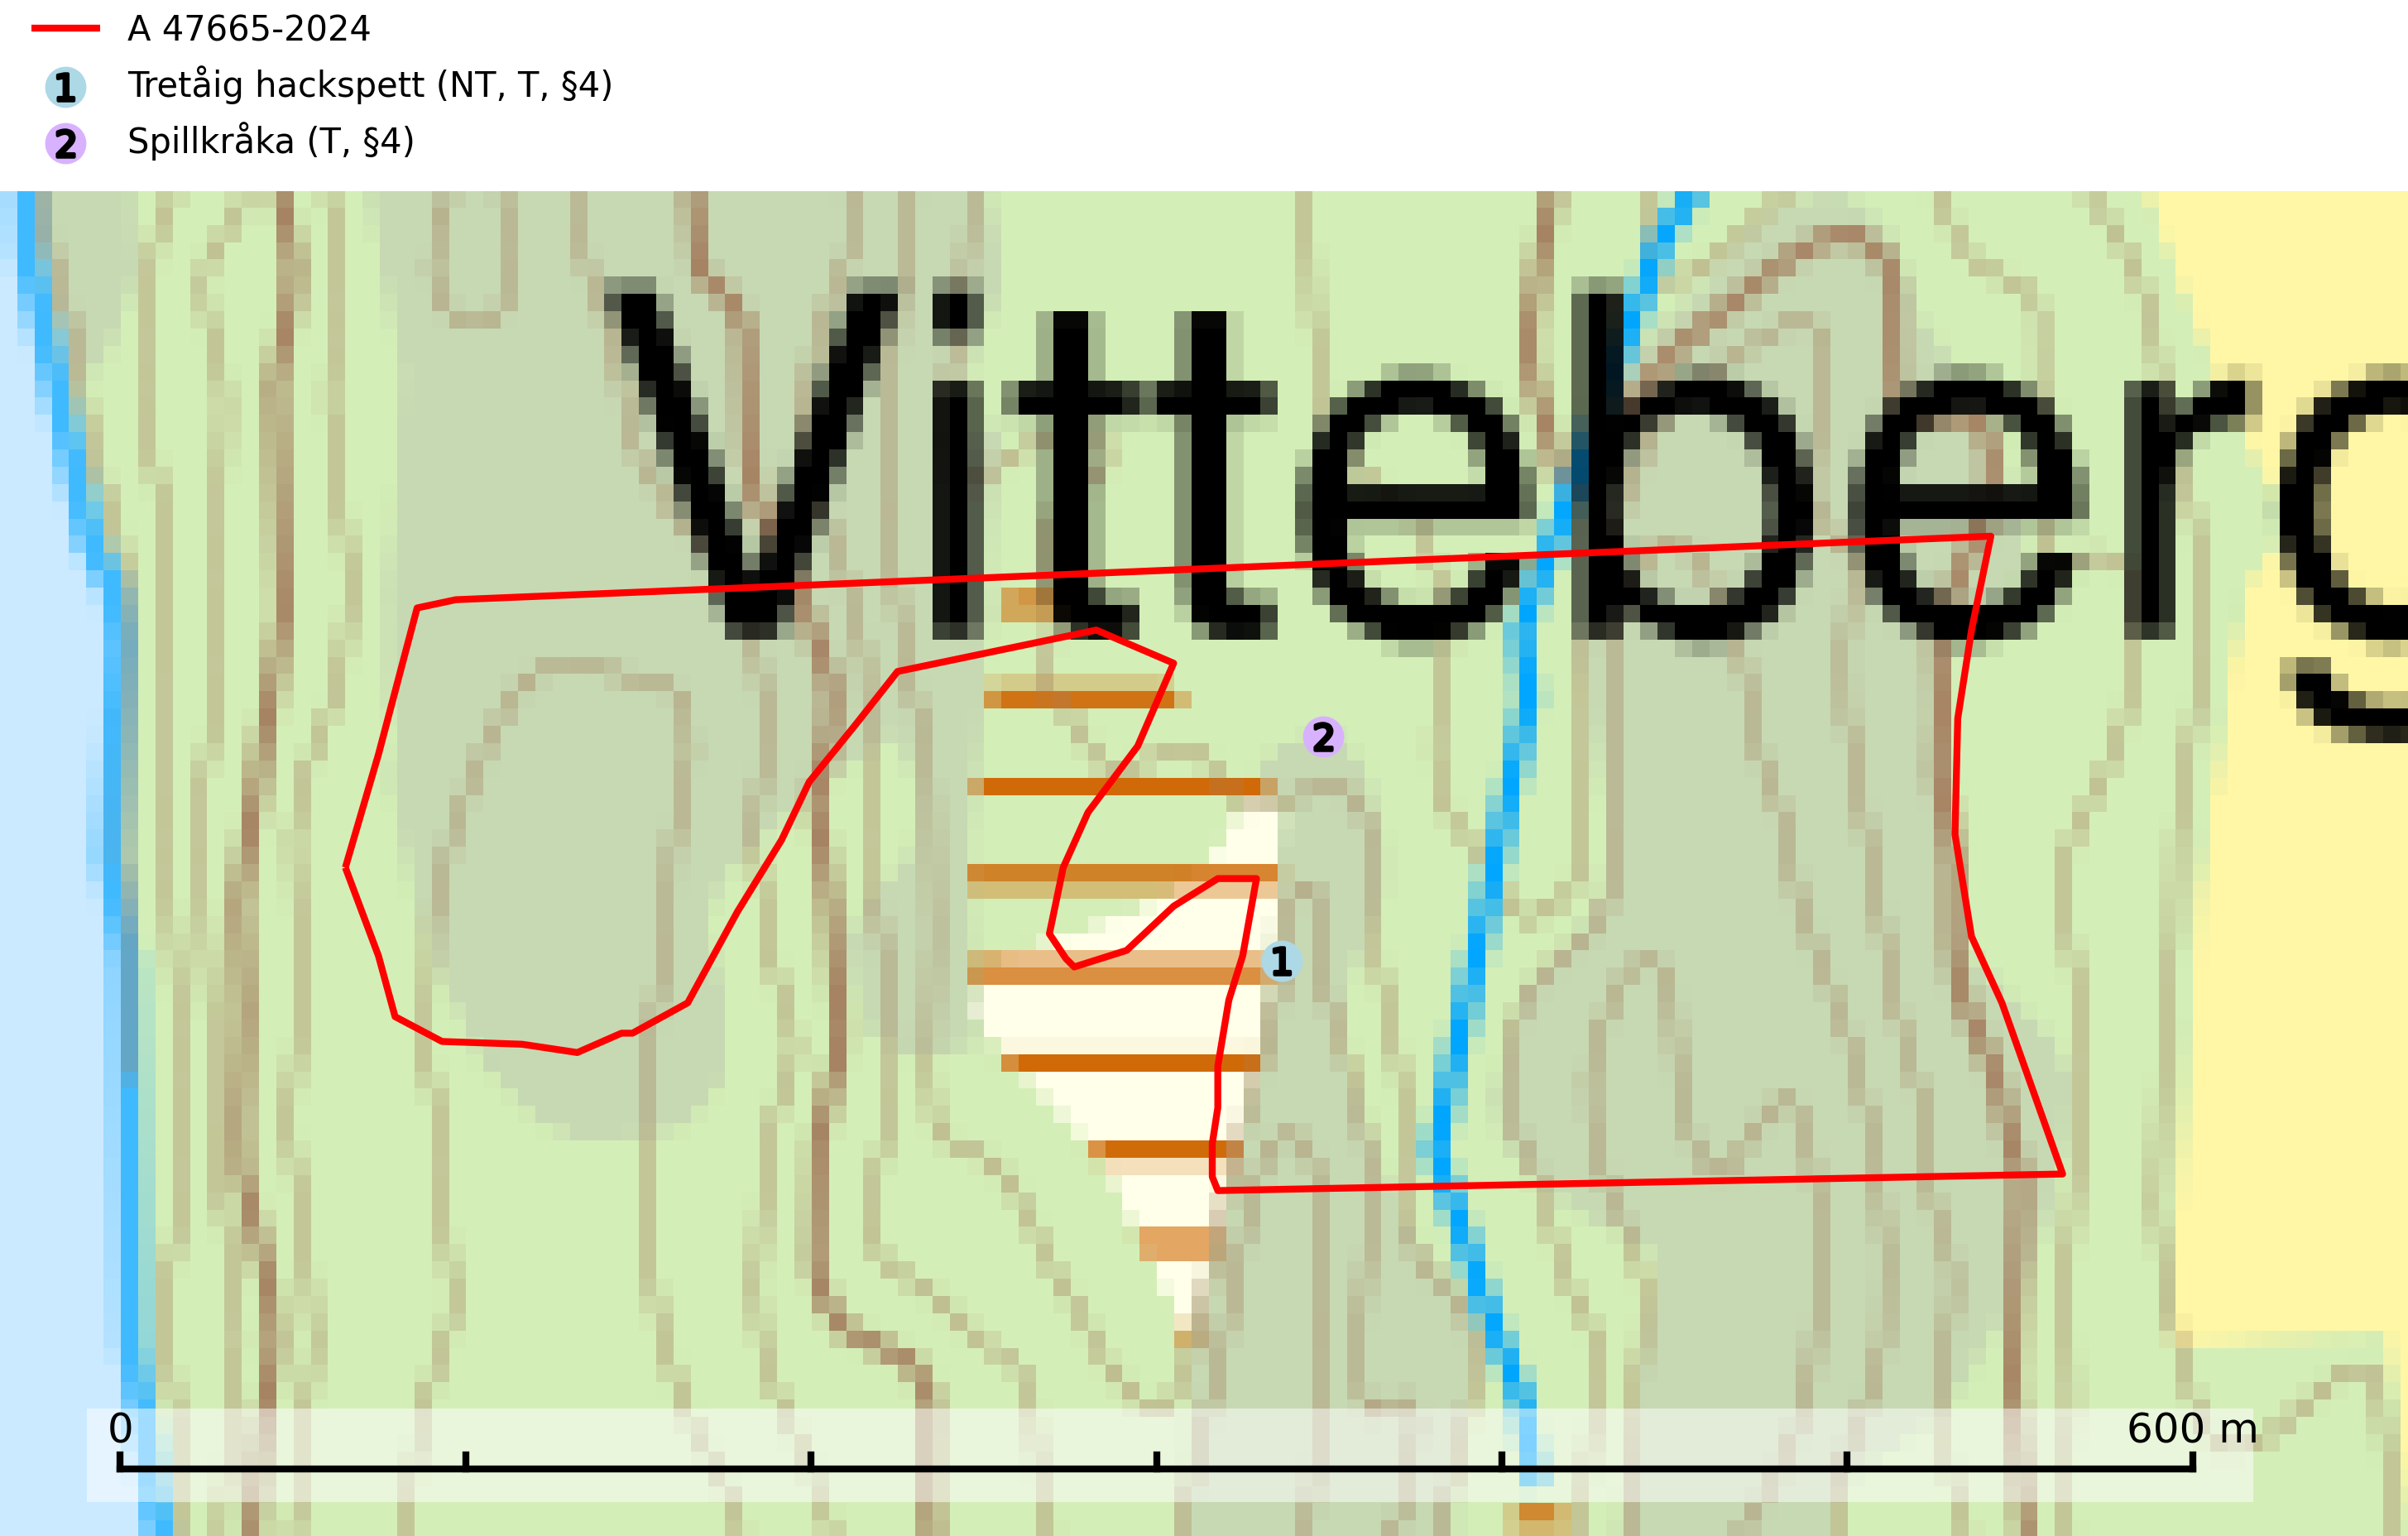 A 47665-2024
1 Tretåig hackspett (NT, T, §4)
2 Spillkråka (T, §4)
Vitteberg
2
1
0 600 m